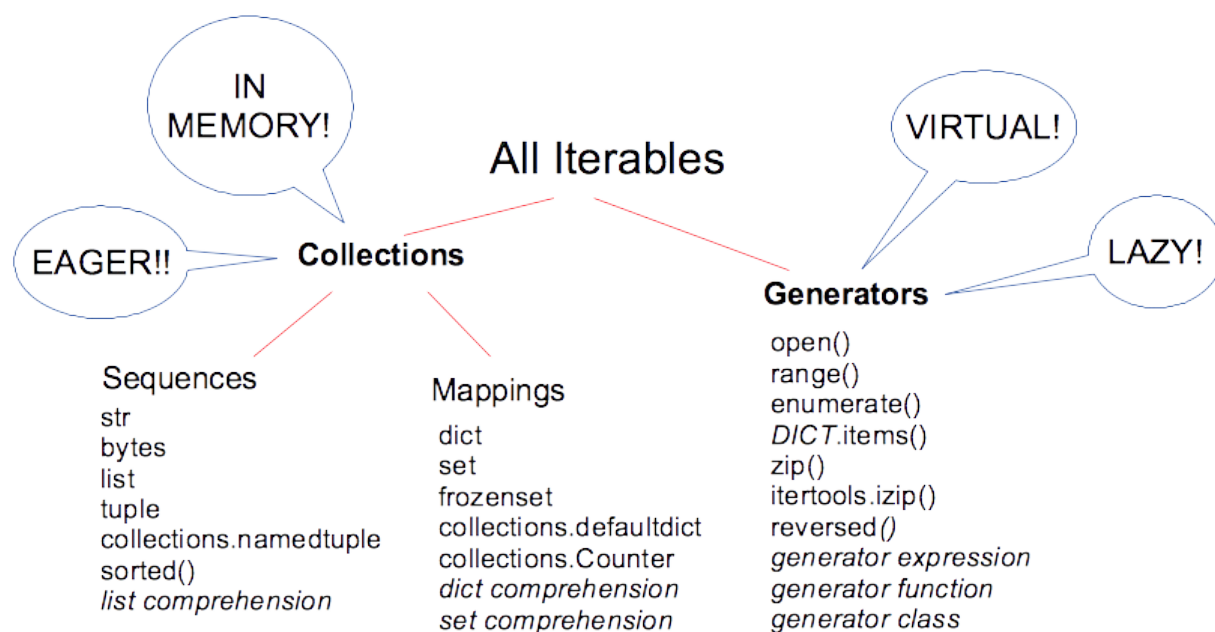 IN
MEMORY!
All Iterables
VIRTUAL!
EAGER!!
Collections
LAZY!
Generators
Sequences
str
bytes
list
tuple
collections.namedtuple
sorted()
list comprehension
Mappings
dict
set
frozenset
collections.defaultdict
collections.Counter
dict comprehension
set comprehension
open()
range()
enumerate()
DICT.items()
zip()
itertools.izip()
reversed()
generator expression
generator function
generator class